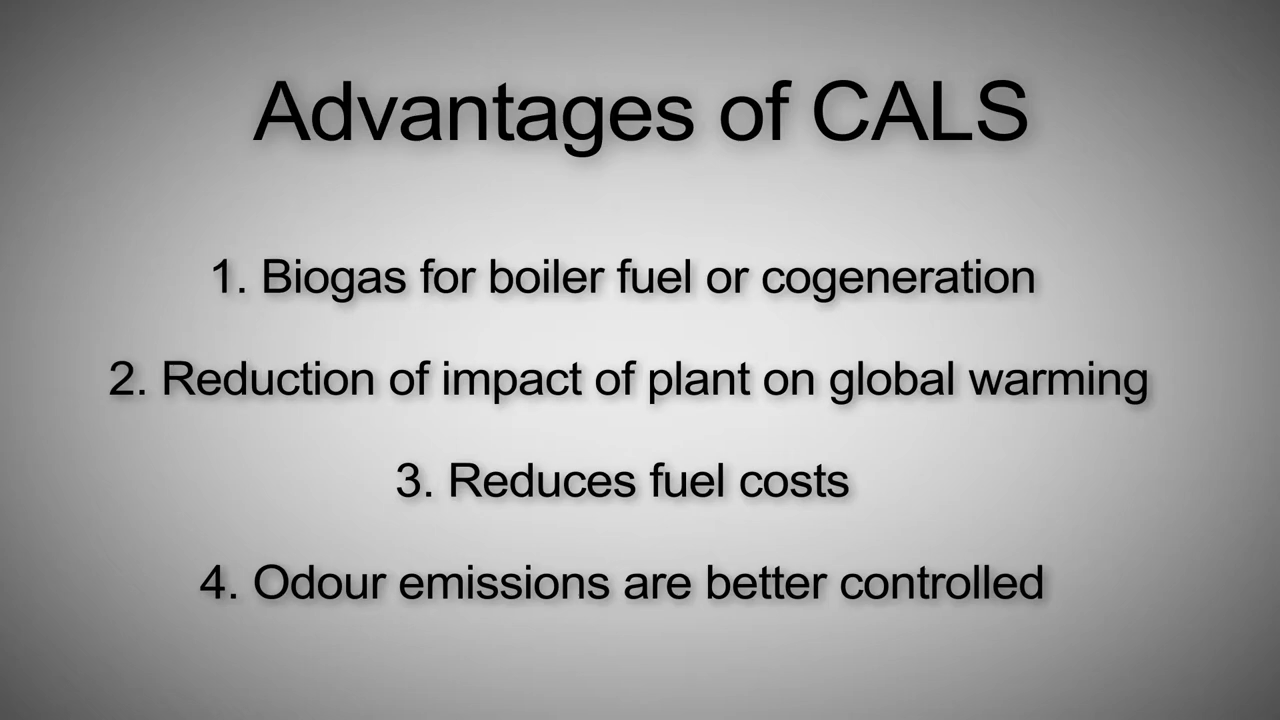 Advantages of CALS
1. Biogas for boiler fuel or cogeneration
2. Reduction of impact of plant on global warming
3. Reduces fuel costs
4. Odour emissions are better controlled